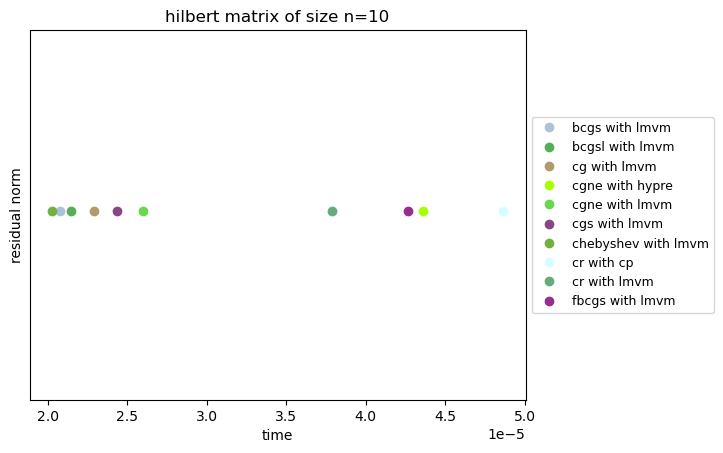 hilbert matrix of size n=10
residual norm
bcgs with lmvm
bcgsl with lmvm
cg with lmvm
cgne with hypre
cgne with lmvm
cgs with lmvm
chebyshev with lmvm
cr with cp
cr with lmvm
fbcgs with lmvm
2.0 2.5 3.0 3.5 4.0 4.5 5.0
time
1e−5